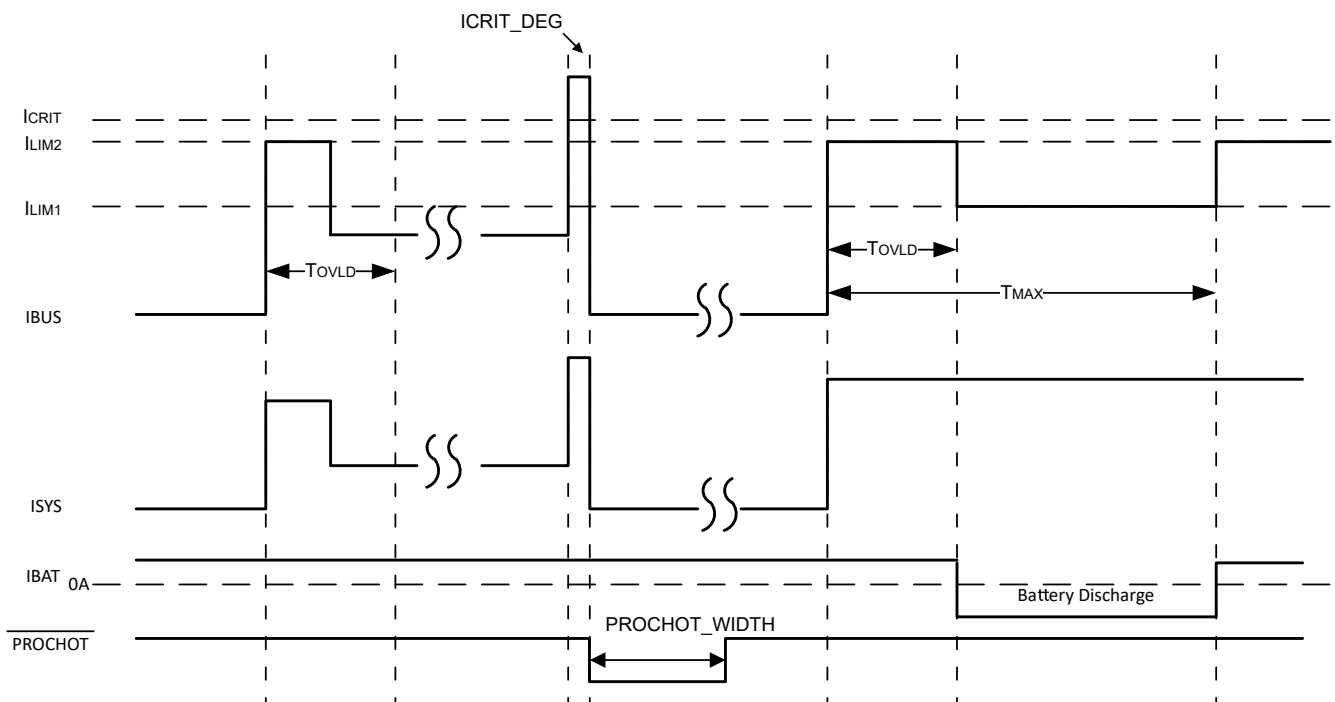 ICRIT_DEG
ICRIT
ILIM2
ILIM1
TOVLD
TOVLD
TMAX
IBUS
ISYS
IBAT 0A
Battery Discharge
PROCHOT
PROCHOT_WIDTH